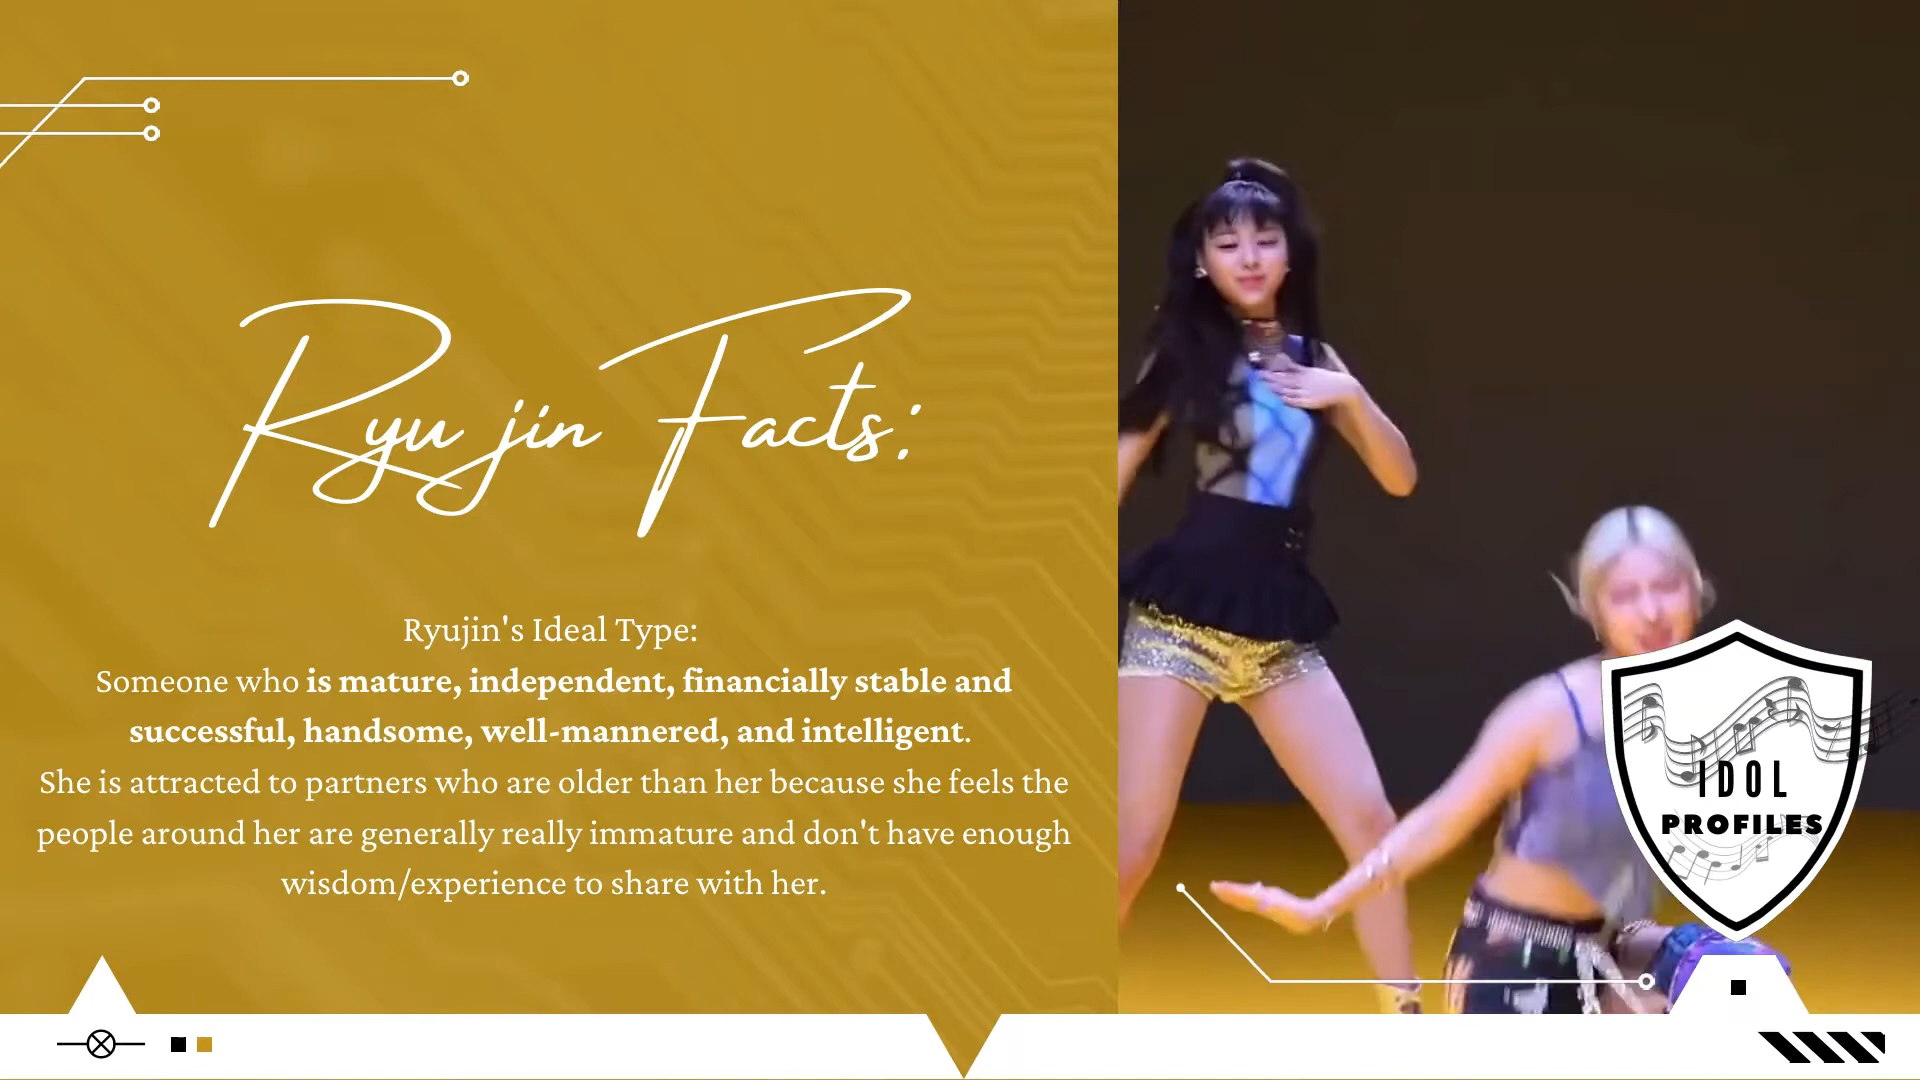 Ryujin Facts:
Ryujin's Ideal Type:
Someone who is mature, independent, financially stable and
successful, handsome, well-mannered, and intelligent.
She is attracted to partners who are older than her because she feels the
people around her are generally really immature and don't have enough
wisdom/experience to share with her.
IDOL
PROFILES